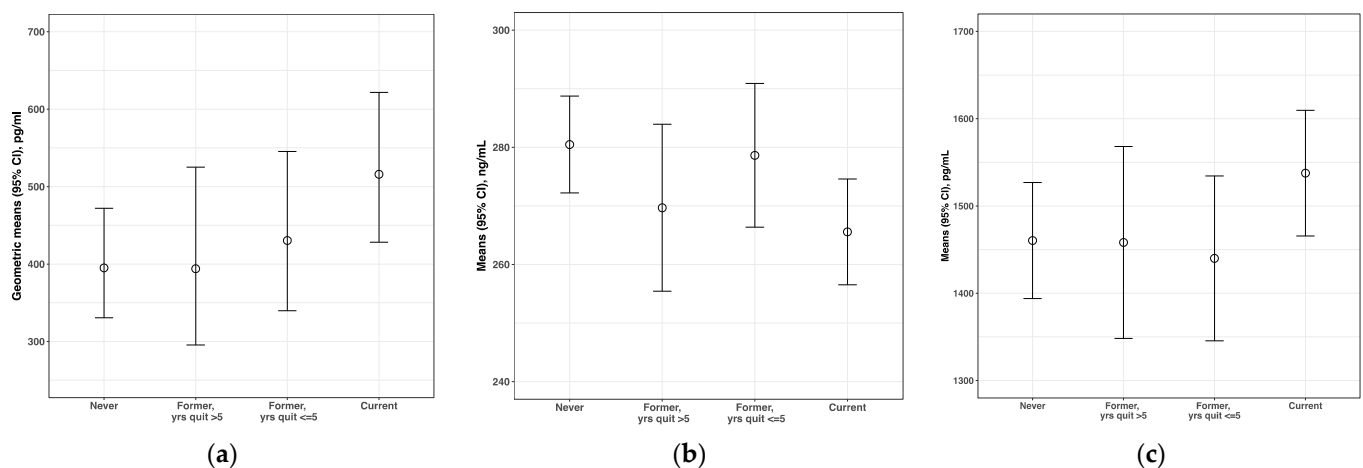 Geometric means (95% CI), pg/ml
700
600
500
400
300
Never
Former,
yrs quit >5
Former,
yrs quit <=5
Current
(a)
Means (95% CI), ng/mL
300
280
260
240
Never
Former,
yrs quit >5
Former,
yrs quit <=5
Current
(b)
Means (95% CI), pg/mL
1700
1600
1500
1400
1300
Never
Former,
yrs quit >5
Former,
yrs quit <=5
Current
(c)